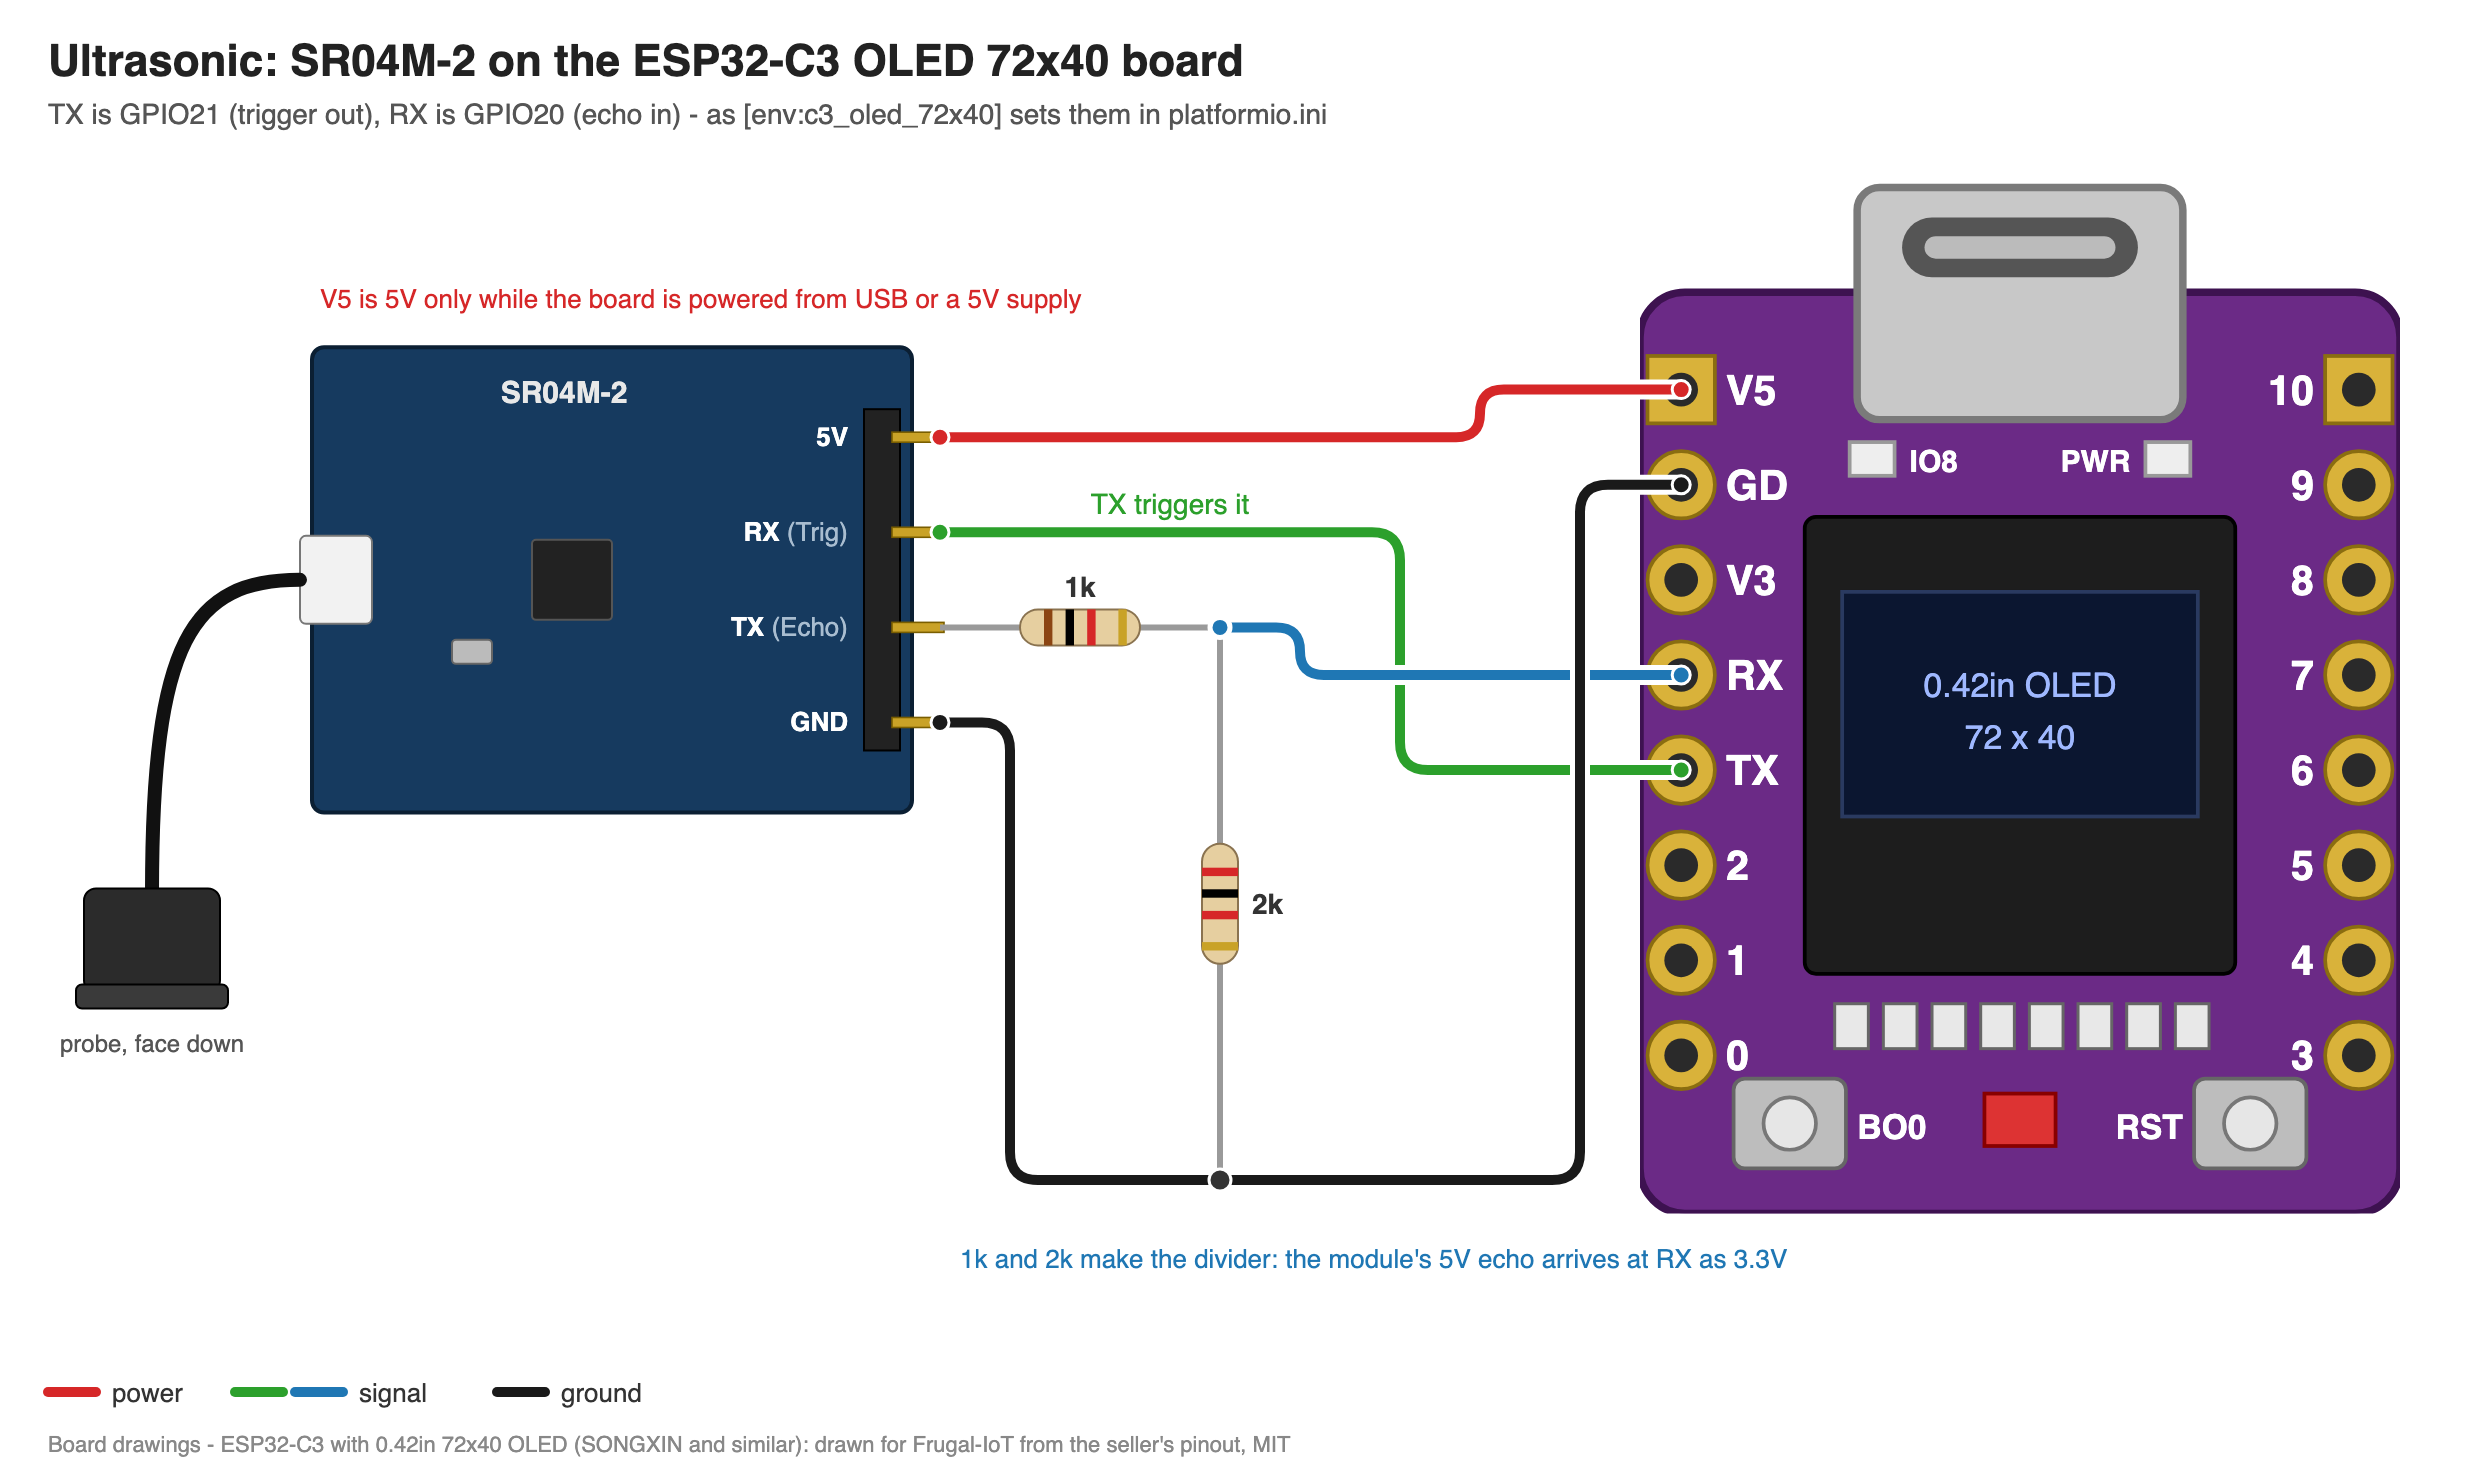 Ultrasonic: SR04M-2 on the ESP32-C3 OLED 72x40 board
TX is GPIO21 (trigger out), RX is GPIO20 (echo in) - as [env:c3_oled_72x40] sets them in platformio.ini
V5 is 5V only while the board is powered from USB or a 5V supply
SR04M-2
5V
RX (Trig)
TX (Echo)
GND
TX triggers it
1k
2k
probe, face down
V5
GD
V3
RX
TX
2
1
0
IO8
PWR
0.42in OLED
72 x 40
10
9
8
7
6
5
4
3
BO0
RST
1k and 2k make the divider: the module's 5V echo arrives at RX as 3.3V
power
signal
ground
Board drawings - ESP32-C3 with 0.42in 72x40 OLED (SONGXIN and similar): drawn for Frugal-IoT from the seller's pinout, MIT